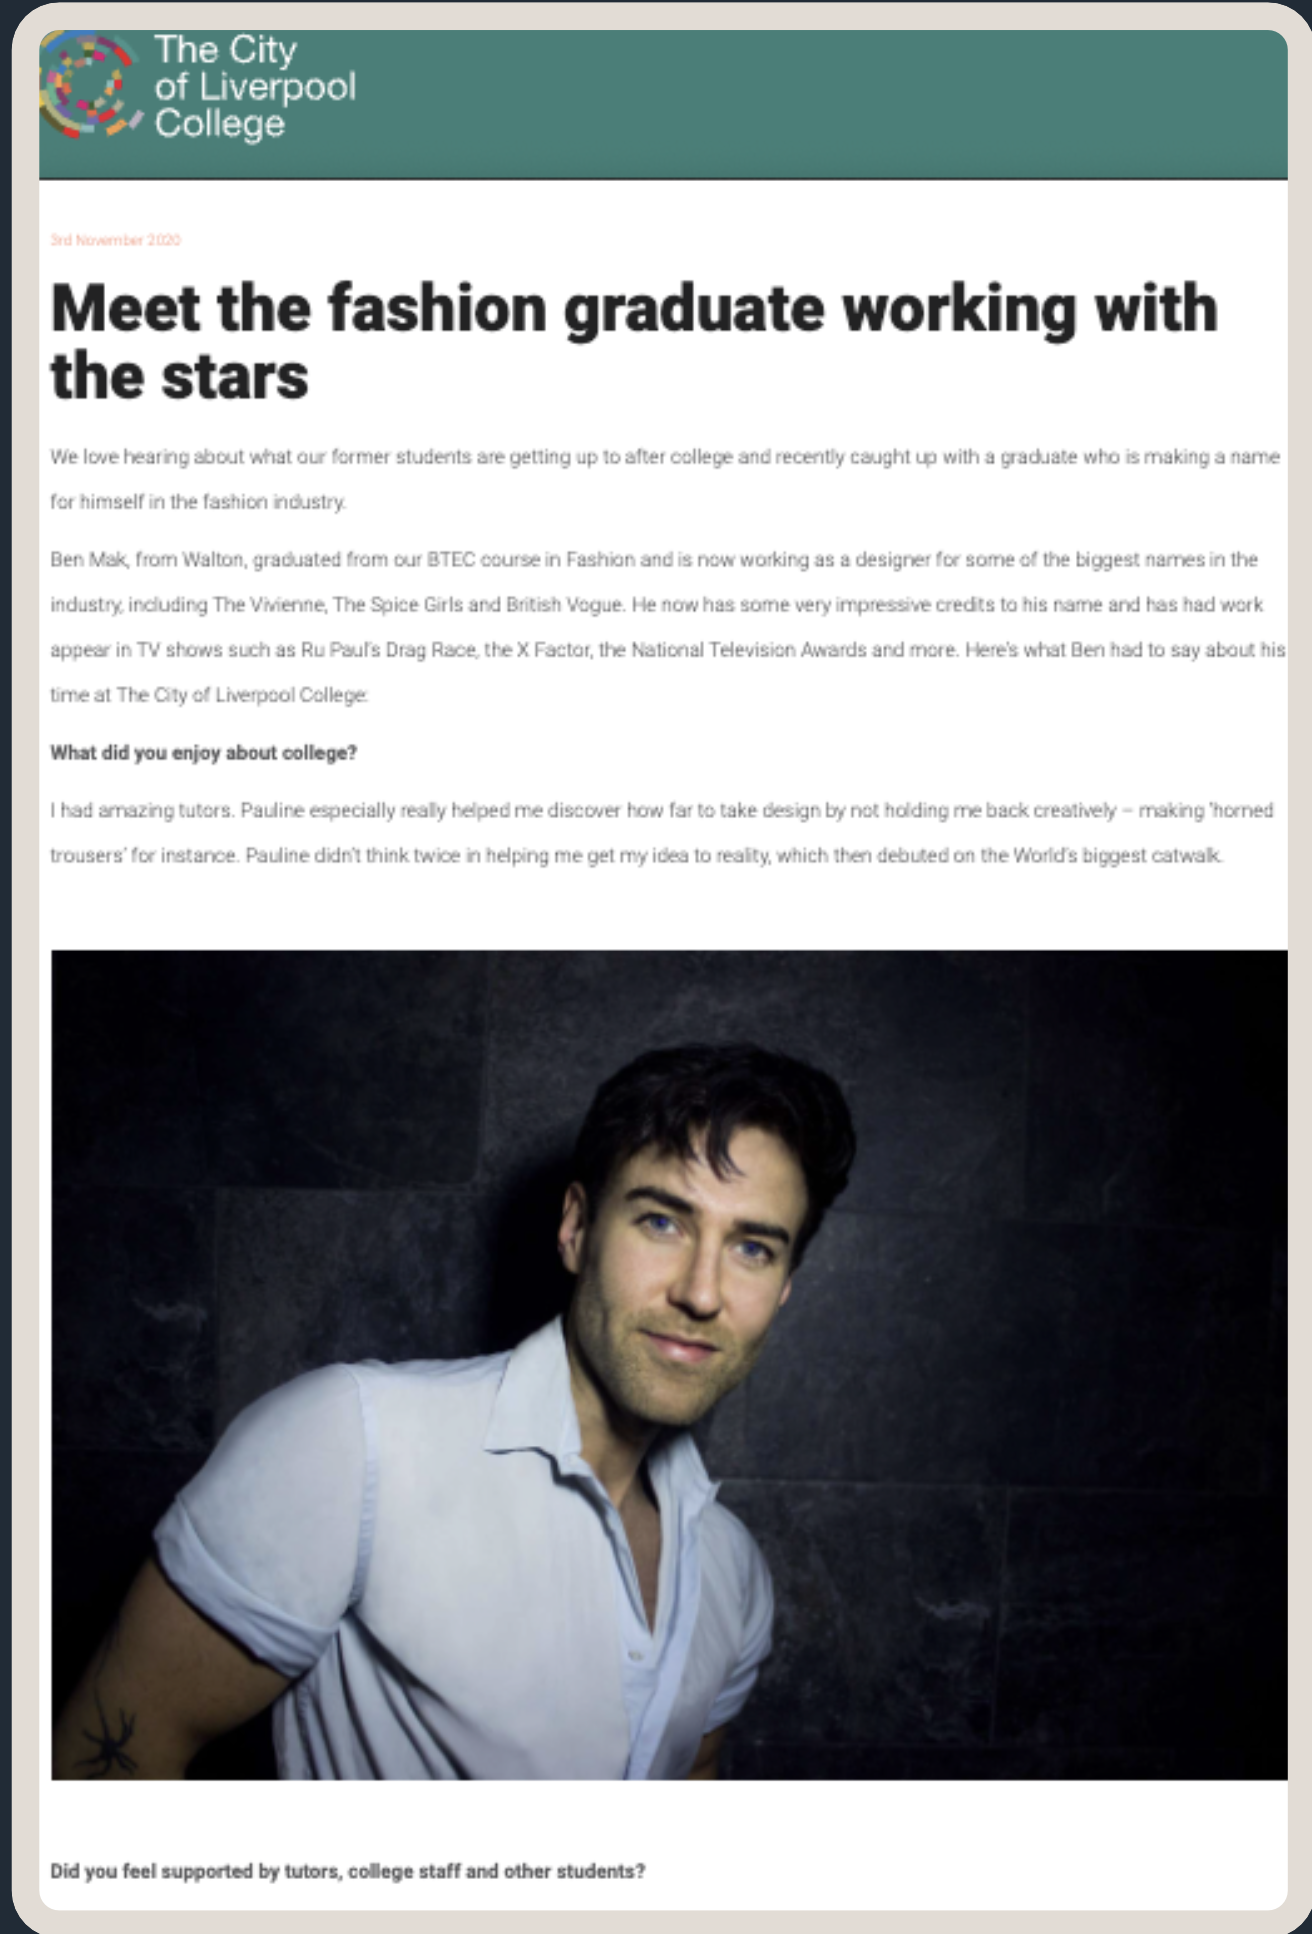 The City
of Liverpool
College
3rd November 2020
Meet the fashion graduate working with
the stars
We love hearing about what our former students are getting up to after college and recently caught up with a graduate who is making a name
for himself in the fashion industry.
Ben Mak, from Walton, graduated from our BTEC course in Fashion and is now working as a designer for some of the biggest names in the
industry, including The Vivienne, The Spice Girls and British Vogue. He now has some very impressive credits to his name and has had work
appear in TV shows such as Ru Paul's Drag Race, the X Factor, the National Television Awards and more. Here's what Ben had to say about his
time at The City of Liverpool College:
What did you enjoy about college?
I had amazing tutors. Pauline especially really helped me discover how far to take design by not holding me back creatively – making 'horned
trousers' for instance. Pauline didn't think twice in helping me get my idea to reality, which then debuted on the World's biggest catwalk.
Did you feel supported by tutors, college staff and other students?